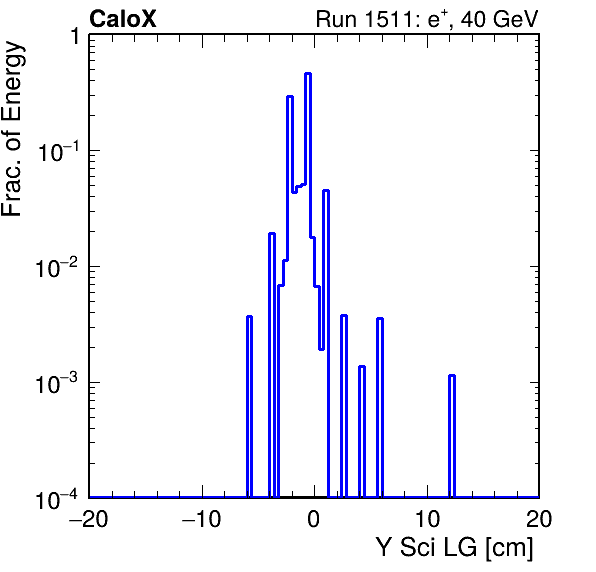 CaloX Run 1511: e⁺, 40 GeV
Frac. of Energy
1
10⁻¹
10⁻²
10⁻³
10⁻⁴
−20 −10 0 10 20
Y Sci LG [cm]